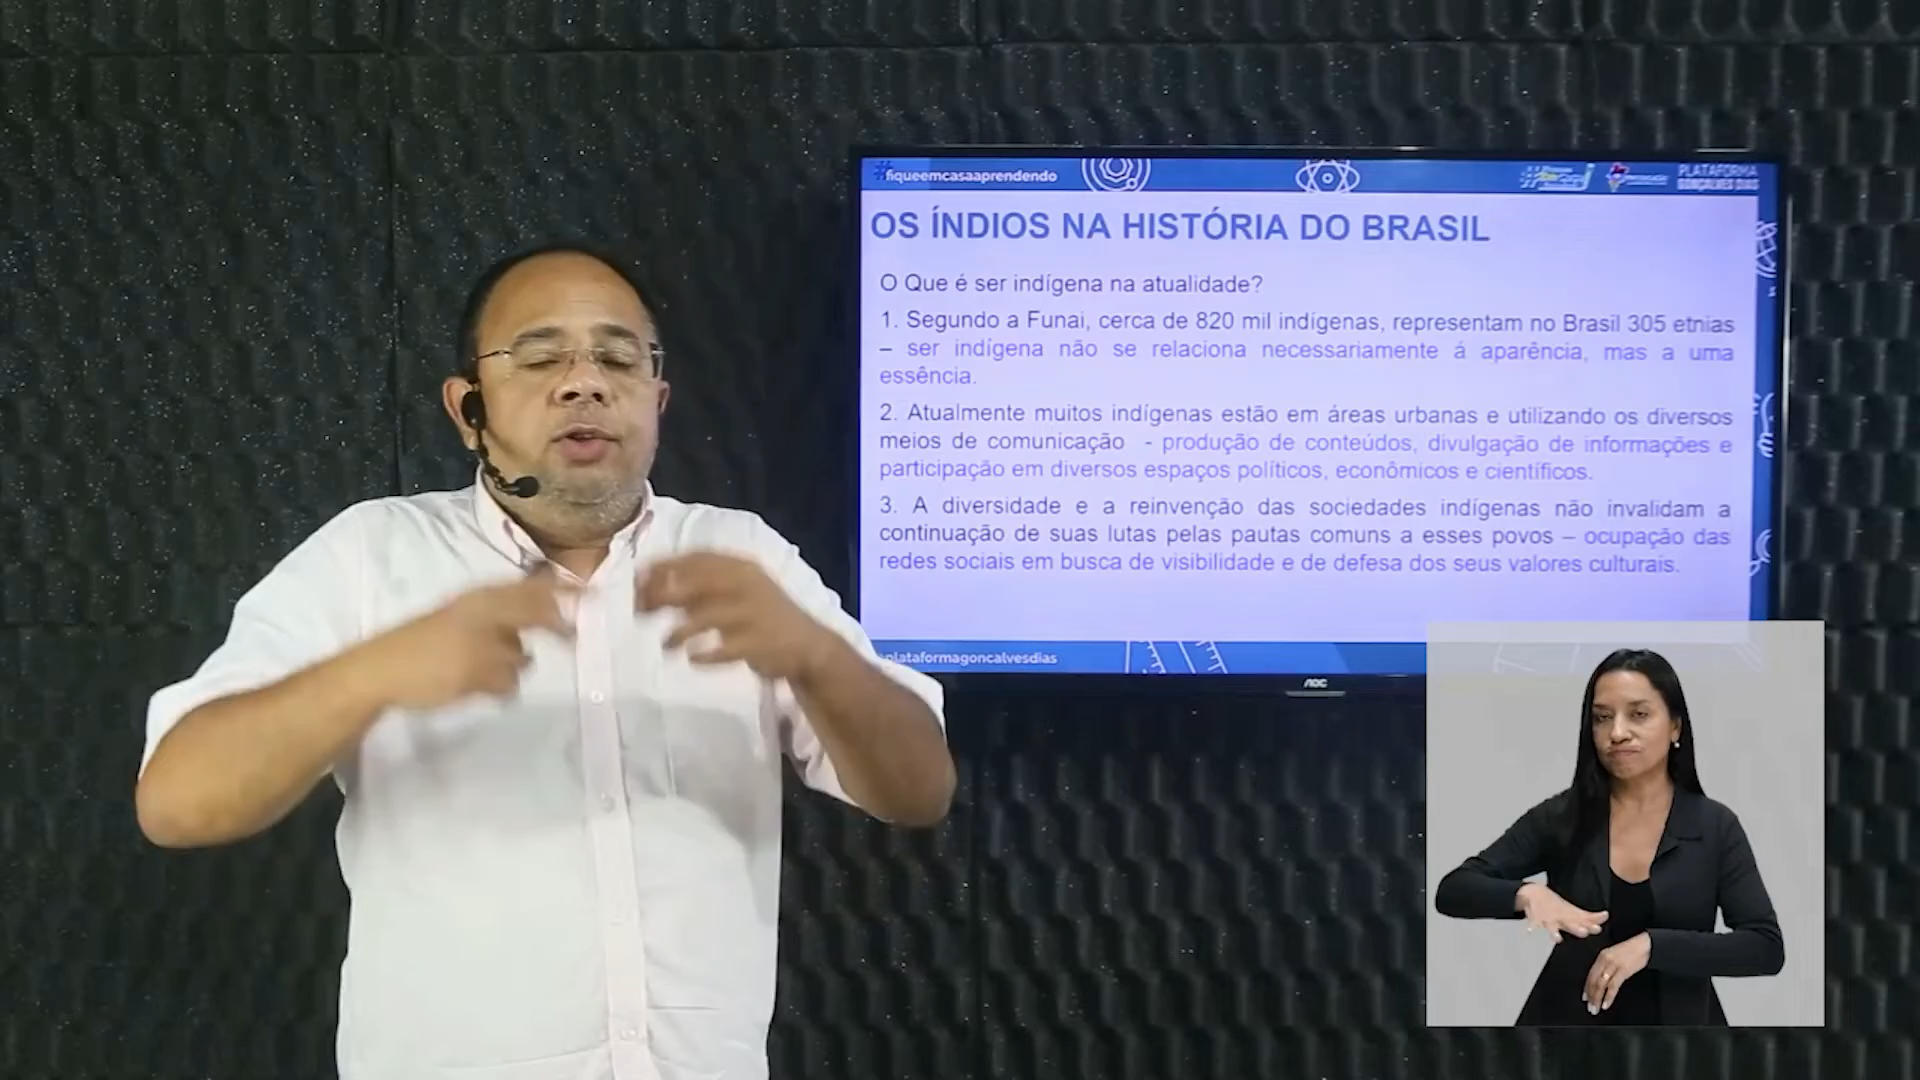 #fiqueemcasaaprendendo
PLATAFORMA
GONÇALVES DIAS
OS ÍNDIOS NA HISTÓRIA DO BRASIL
O Que é ser indígena na atualidade?
1. Segundo a Funai, cerca de 820 mil indígenas, representam no Brasil 305 etnias
– ser indígena não se relaciona necessariamente á aparência, mas a uma
essência.
2. Atualmente muitos indígenas estão em áreas urbanas e utilizando os diversos
meios de comunicação - produção de conteúdos, divulgação de informações e
participação em diversos espaços políticos, econômicos e científicos.
3. A diversidade e a reinvenção das sociedades indígenas não invalidam a
continuação de suas lutas pelas pautas comuns a esses povos – ocupação das
redes sociais em busca de visibilidade e de defesa dos seus valores culturais.
plataformagoncalvesdias
AOC